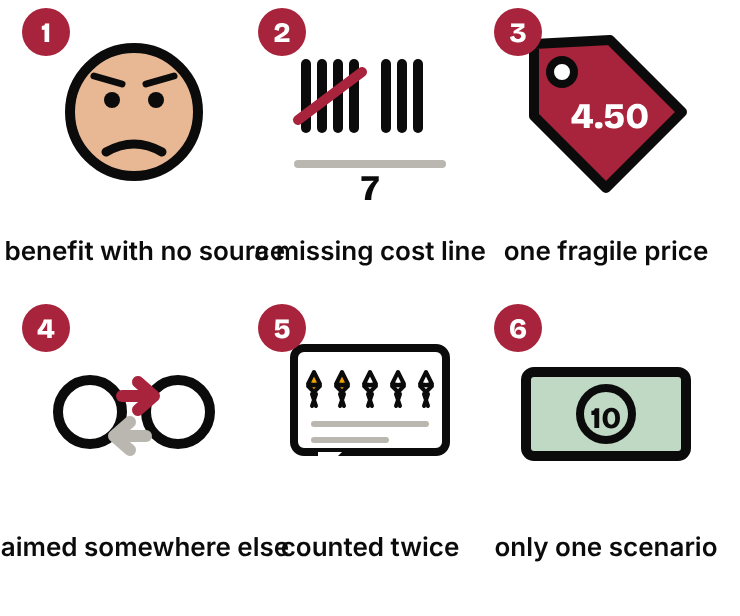 1
2
3
4.50
7
benefit with no source
a missing cost line
one fragile price
4
5
6
10
aimed somewhere else
counted twice
only one scenario